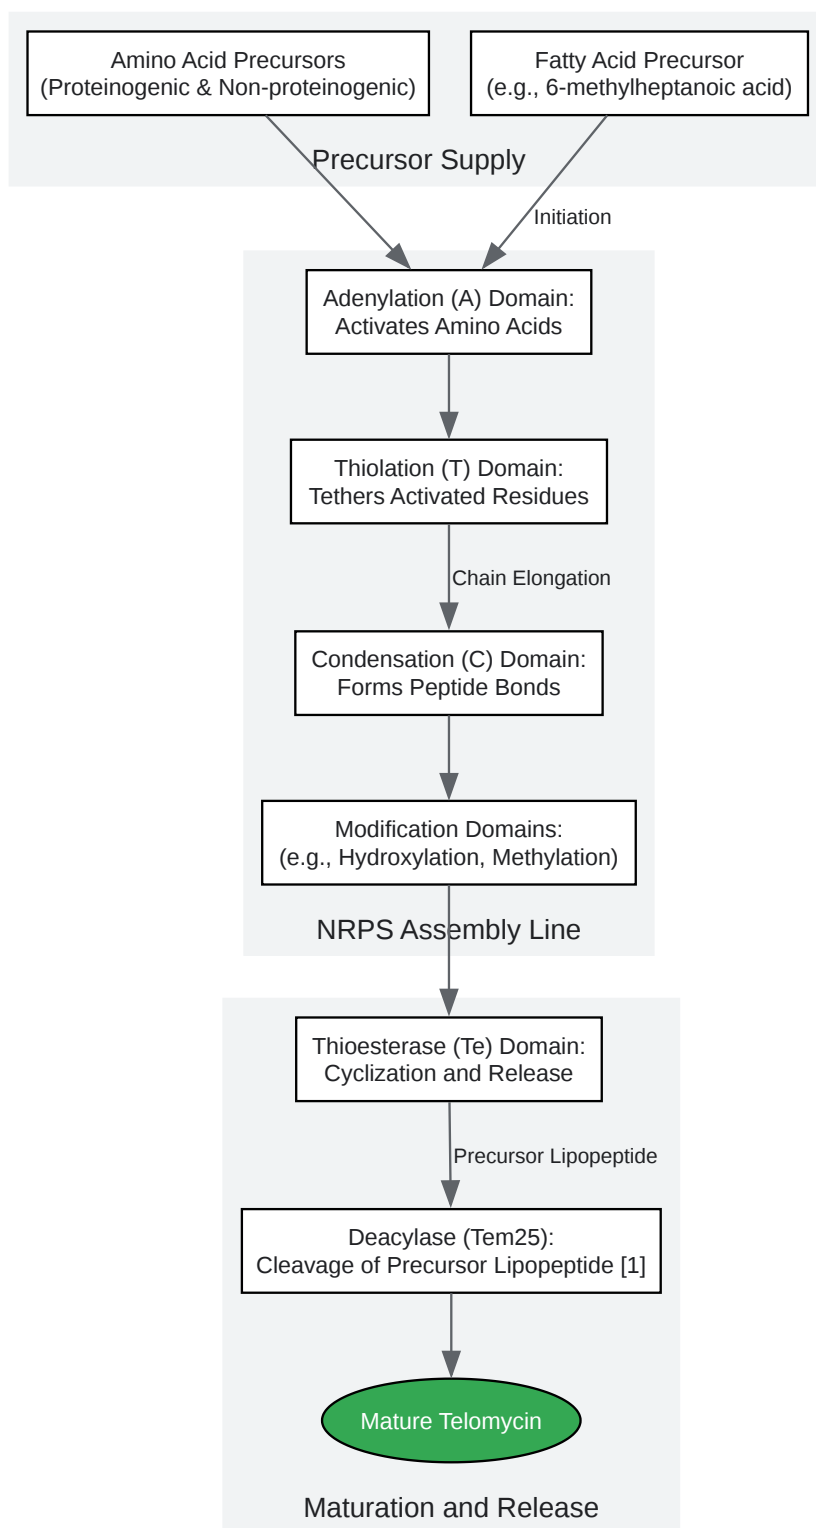 Amino Acid Precursors
(Proteinogenic & Non-proteinogenic)
Fatty Acid Precursor
(e.g., 6-methylheptanoic acid)
Precursor Supply
Initiation
Adenylation (A) Domain:
Activates Amino Acids
Thiolation (T) Domain:
Tethers Activated Residues
Chain Elongation
Condensation (C) Domain:
Forms Peptide Bonds
Modification Domains:
(e.g., Hydroxylation, Methylation)
NRPS Assembly Line
Thioesterase (Te) Domain:
Cyclization and Release
Precursor Lipopeptide
Deacylase (Tem25):
Cleavage of Precursor Lipopeptide [1]
Mature Telomycin
Maturation and Release